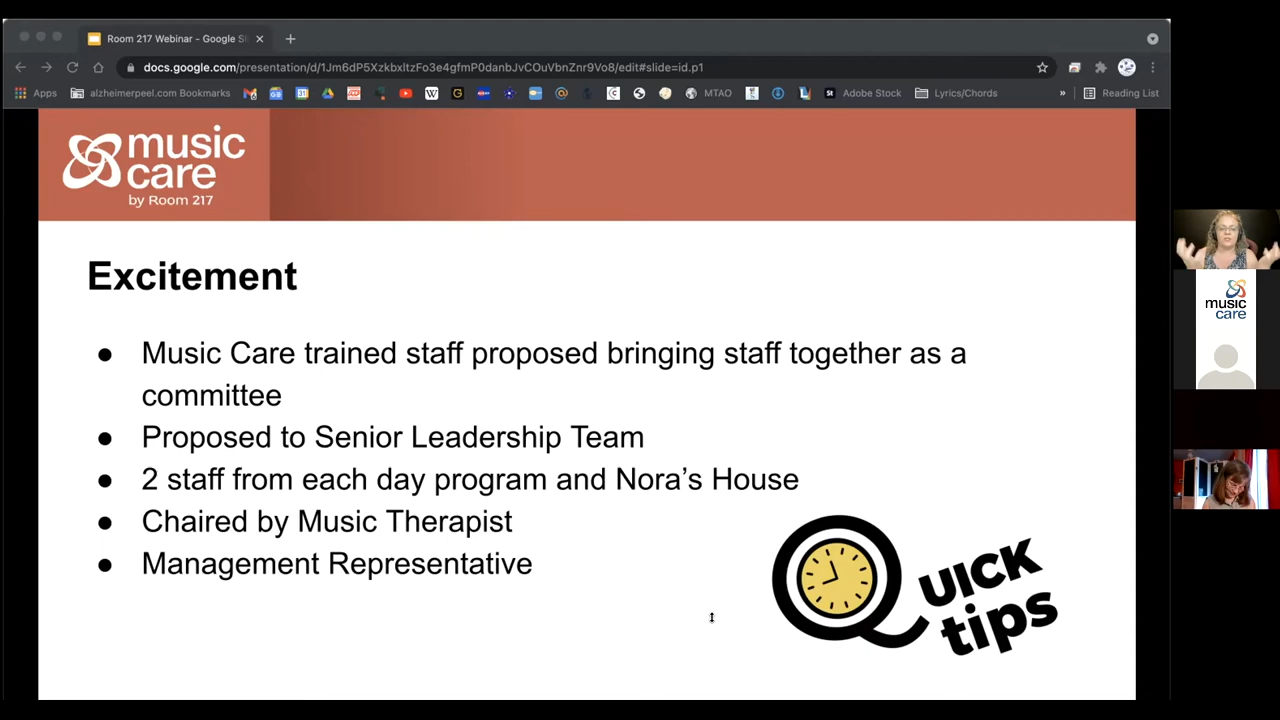 Room 217 Webinar - Google Sl
docs.google.com/presentation/d/1Jm6dP5XzkbxltzFo3e4gfmP0danbJvCOuVbnZnr9Vo8/edit#slide=id.p1
Apps alzheimerpeel.com Bookmarks MTAO Adobe Stock Lyrics/Chords » Reading List
music
care
by Room 217
Excitement
● Music Care trained staff proposed bringing staff together as a
committee
● Proposed to Senior Leadership Team
● 2 staff from each day program and Nora's House
● Chaired by Music Therapist
● Management Representative
QUICK
tips
music
care